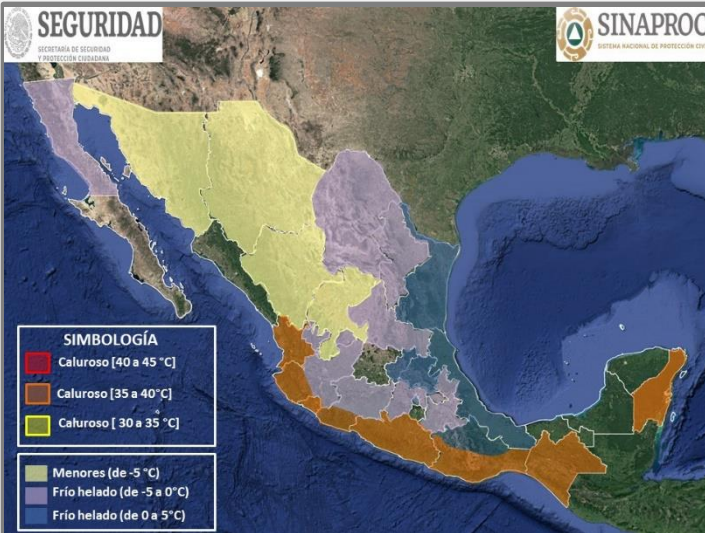 SEGURIDAD
SECRETARÍA DE SEGURIDAD
Y PROTECCIÓN CIUDADANA
SINAPROC
SISTEMA NACIONAL DE PROTECCIÓN CIV
SIMBOLOGÍA
Caluroso [40 a 45 °C]
Caluroso [35 a 40°C]
Caluroso [ 30 a 35 °C]
Menores (de -5 °C)
Frío helado (de -5 a 0°C)
Frío helado (de 0 a 5°C)